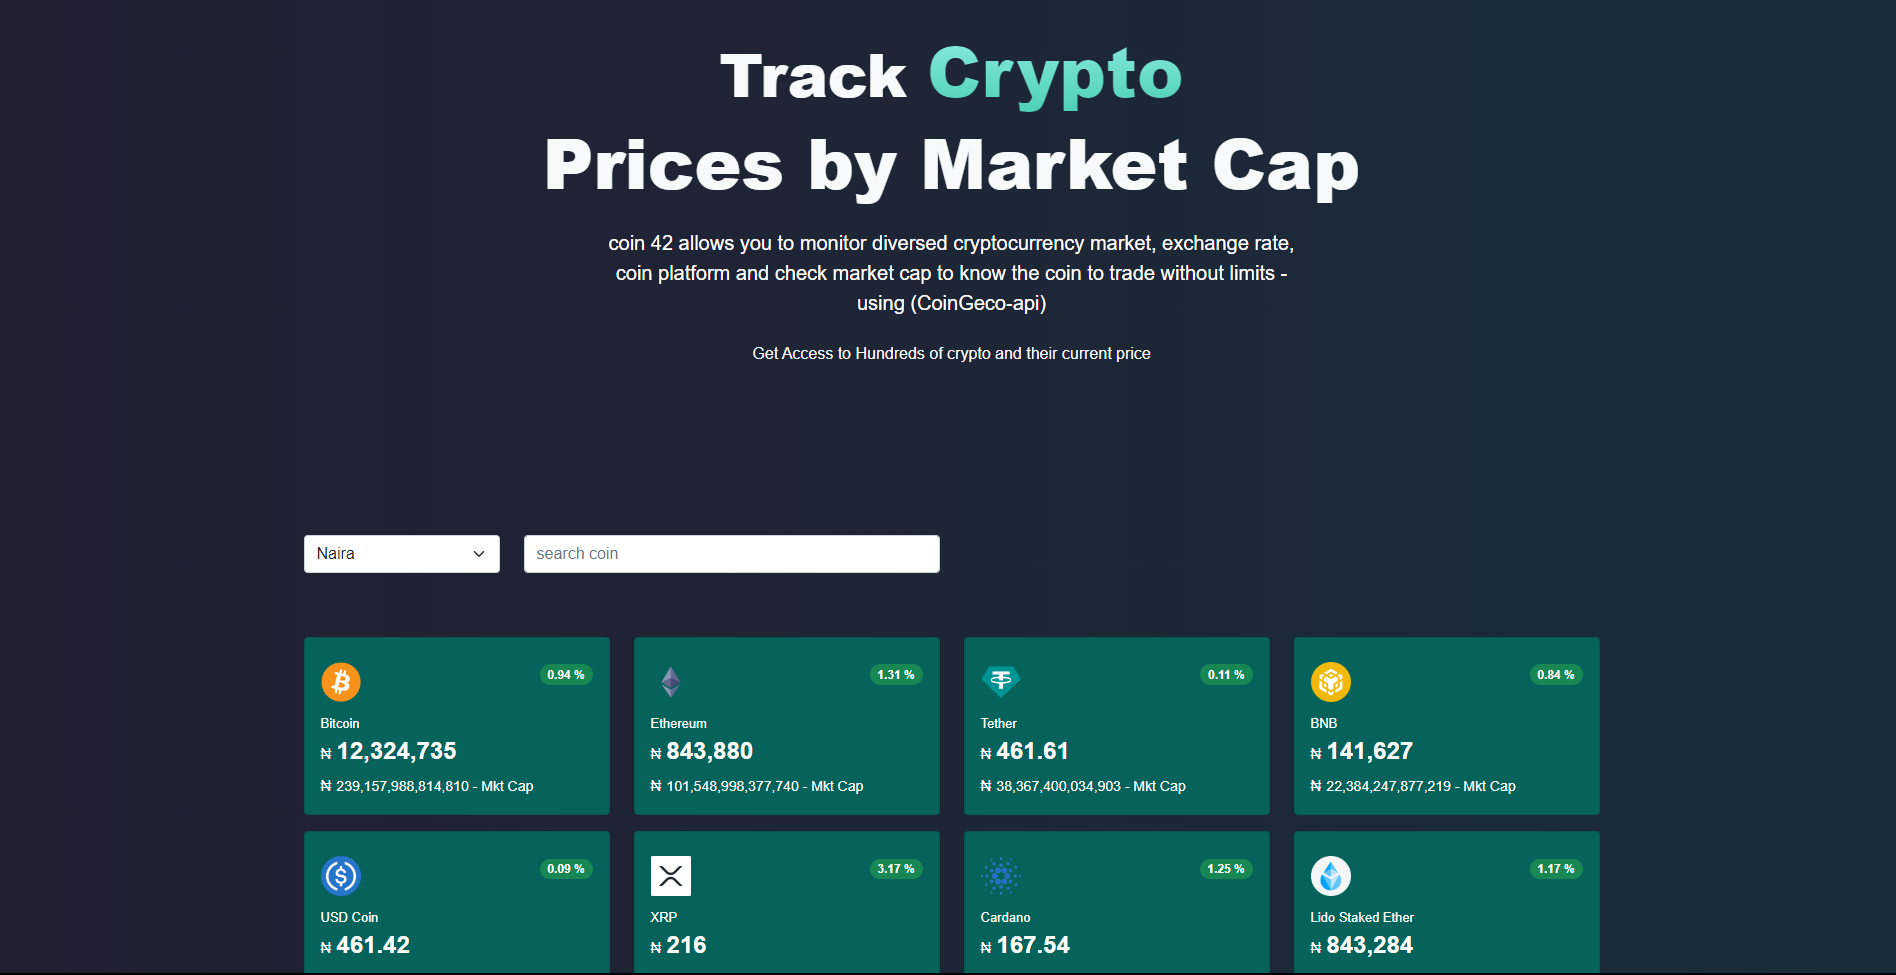 Track Crypto
Prices by Market Cap
coin 42 allows you to monitor diversed cryptocurrency market, exchange rate,
coin platform and check market cap to know the coin to trade without limits -
using (CoinGeco-api)
Get Access to Hundreds of crypto and their current price
Naira
search coin
0.94 %
Bitcoin
₦ 12,324,735
₦ 239,157,988,814,810 - Mkt Cap
1.31 %
Ethereum
₦ 843,880
₦ 101,548,998,377,740 - Mkt Cap
0.11 %
Tether
₦ 461.61
₦ 38,367,400,034,903 - Mkt Cap
0.84 %
BNB
₦ 141,627
₦ 22,384,247,877,219 - Mkt Cap
0.09 %
USD Coin
₦ 461.42
3.17 %
XRP
₦ 216
1.25 %
Cardano
₦ 167.54
1.17 %
Lido Staked Ether
₦ 843,284